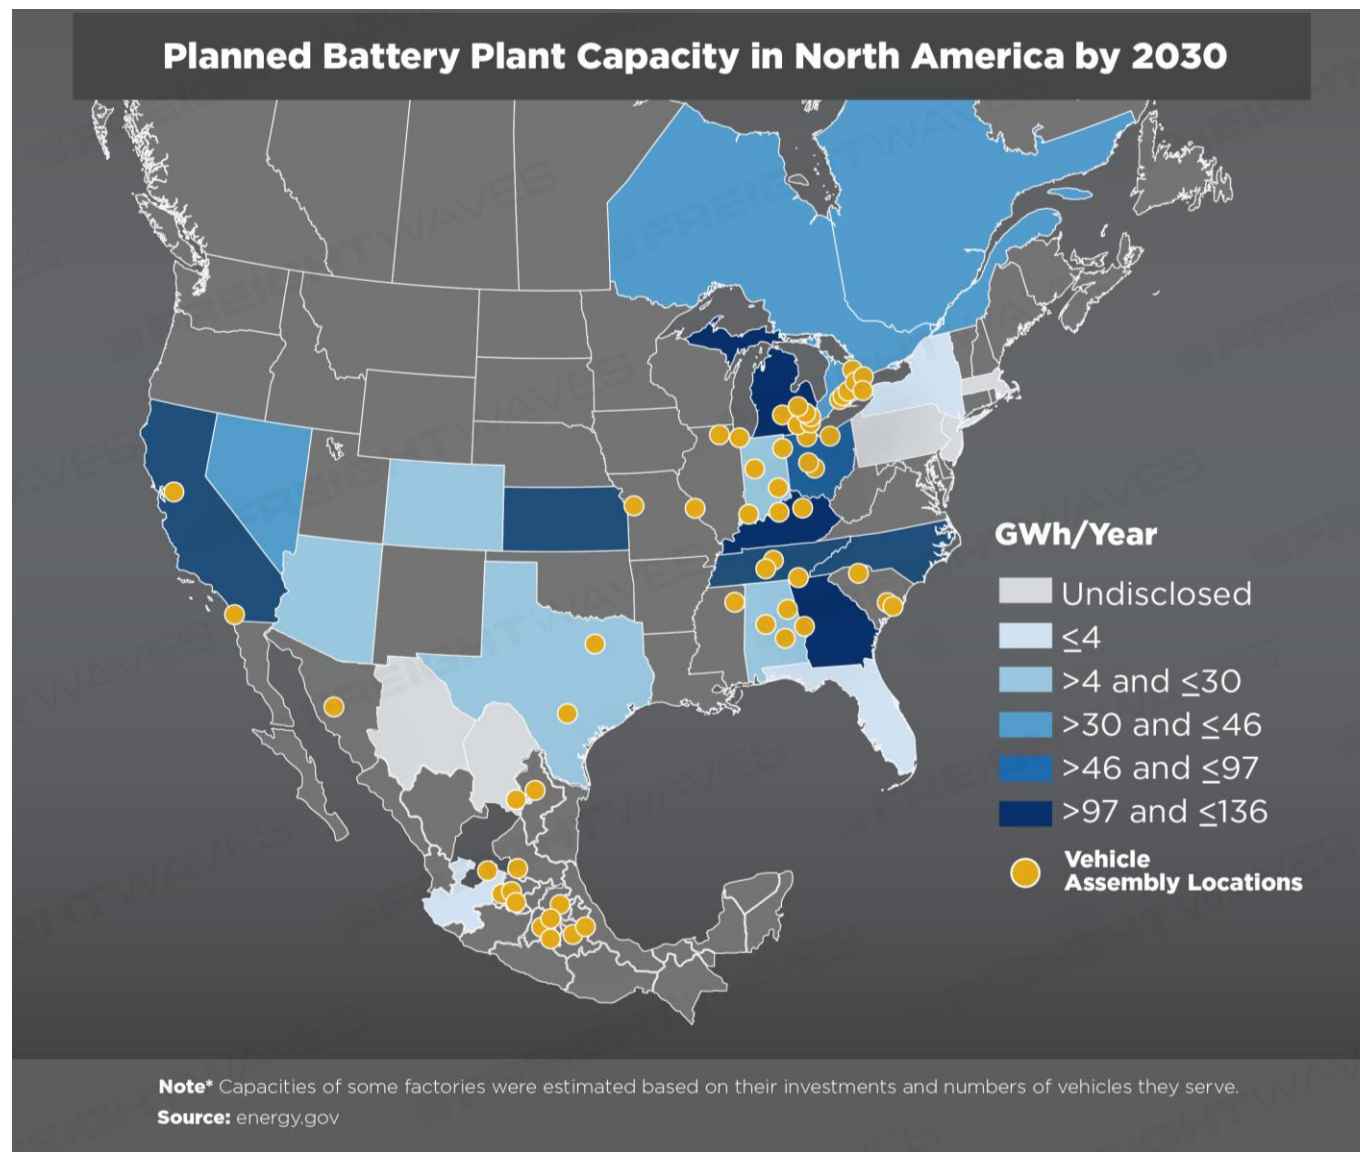 Planned Battery Plant Capacity in North America by 2030
GWh/Year
Undisclosed
≤4
>4 and ≤30
>30 and ≤46
>46 and ≤97
>97 and ≤136
Vehicle
Assembly Locations
Note* Capacities of some factories were estimated based on their investments and numbers of vehicles they serve.
Source: energy.gov
FREIGHTWAVES